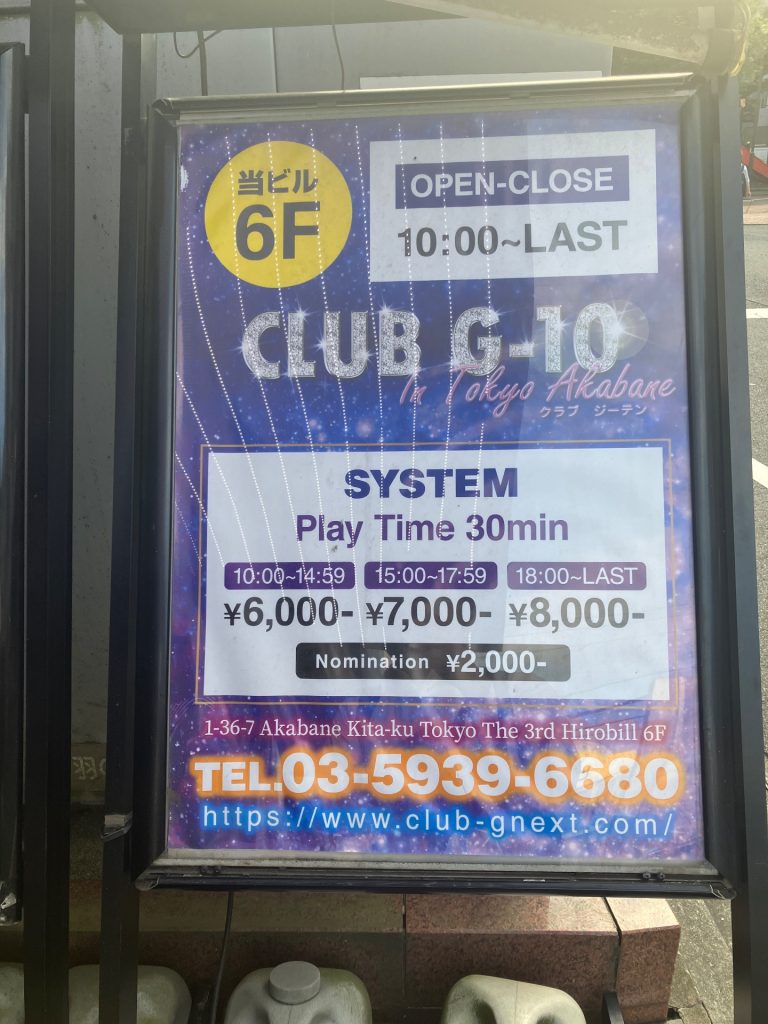 当ビル
6F
OPEN-CLOSE
10:00~LAST
CLUB G-10
In Tokyo Akabane
クラブ ジーテン
SYSTEM
Play Time 30min
10:00~14:59 15:00~17:59 18:00~LAST
¥6,000- ¥7,000- ¥8,000-
Nomination ¥2,000-
1-36-7 Akabane Kita-ku Tokyo The 3rd Hirobill 6F
TEL.03-5939-6680
https://www.club-gnext.com/